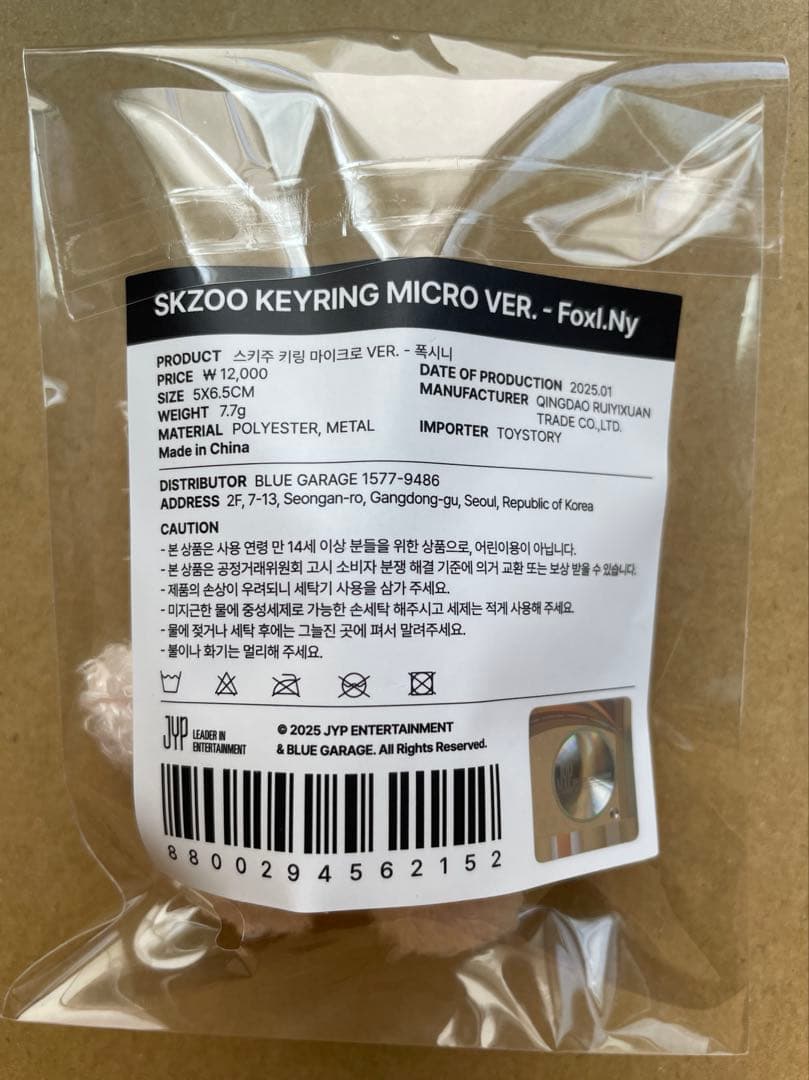 SKZOO KEYRING MICRO VER. - FoxI.Ny
PRODUCT 스키주 키링 마이크로 VER. - 폭시니
PRICE ₩ 12,000
SIZE 5X6.5CM
WEIGHT 7.7g
MATERIAL POLYESTER, METAL
Made in China
DATE OF PRODUCTION 2025.01
MANUFACTURER QINGDAO RUIYIXUAN
TRADE CO.,LTD.
IMPORTER TOYSTORY
DISTRIBUTOR BLUE GARAGE 1577-9486
ADDRESS 2F, 7-13, Seongan-ro, Gangdong-gu, Seoul, Republic of Korea
CAUTION
- 본 상품은 사용 연령 만 14세 이상 분들을 위한 상품으로, 어린이용이 아닙니다.
- 본 상품은 공정거래위원회 고시 소비자 분쟁 해결 기준에 의거 교환 또는 보상 받을 수 있습니다.
- 제품의 손상이 우려되니 세탁기 사용을 삼가 주세요.
- 미지근한 물에 중성세제로 가능한 손세탁 해주시고 세제는 적게 사용해 주세요.
- 물에 젖거나 세탁 후에는 그늘진 곳에 펴서 말려주세요.
- 불이나 화기는 멀리해 주세요.
JYP LEADER IN
ENTERTAINMENT
© 2025 JYP ENTERTAINMENT
& BLUE GARAGE. All Rights Reserved.
JYP
8800294562152